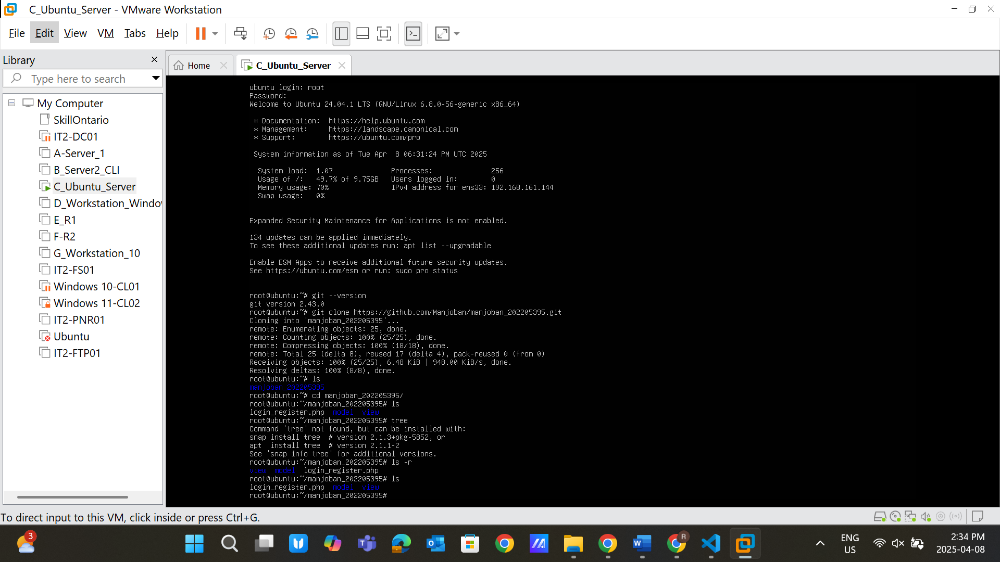 C_Ubuntu_Server - VMware Workstation
File Edit View VM Tabs Help
Library
Type here to search
My Computer
SkillOntario
IT2-DC01
A-Server_1
B_Server2_CLI
C_Ubuntu_Server
D_Workstation_Windo
E_R1
F-R2
G_Workstation_10
IT2-FS01
Windows 10-CL01
Windows 11-CL02
IT2-PNR01
Ubuntu
IT2-FTP01
Home
C_Ubuntu_Server
ubuntu login: root
Password:
Welcome to Ubuntu 24.04.1 LTS (GNU/Linux 6.8.0-56-generic x86_64)
* Documentation:  https://help.ubuntu.com
* Management:     https://landscape.canonical.com
* Support:        https://ubuntu.com/pro
System information as of Tue Apr  8 06:31:24 PM UTC 2025
System load:  1.07               Processes:              256
Usage of /:   49.7% of 9.75GB   Users logged in:        0
Memory usage: 70%               IPv4 address for ens33: 192.168.161.144
Swap usage:   0%
Expanded Security Maintenance for Applications is not enabled.
134 updates can be applied immediately.
To see these additional updates run: apt list --upgradable
Enable ESM Apps to receive additional future security updates.
See https://ubuntu.com/esm or run: sudo pro status
root@ubuntu:~# git --version
git version 2.43.0
root@ubuntu:~# git clone https://github.com/Manjoban/manjoban_202205395.git
Cloning into 'manjoban_202205395'...
remote: Enumerating objects: 25, done.
remote: Counting objects: 100% (25/25), done.
remote: Compressing objects: 100% (18/18), done.
remote: Total 25 (delta 8), reused 17 (delta 4), pack-reused 0 (from 0)
Receiving objects: 100% (25/25), 6.48 KiB | 948.00 KiB/s, done.
Resolving deltas: 100% (8/8), done.
root@ubuntu:~# ls
manjoban_202205395
root@ubuntu:~# cd manjoban_202205395/
root@ubuntu:~/manjoban_202205395# ls
login_register.php  model  view
root@ubuntu:~/manjoban_202205395# tree
Command 'tree' not found, but can be installed with:
snap install tree  # version 2.1.3+pkg-5852, or
apt  install tree  # version 2.1.1-2
See 'snap info tree' for additional versions.
root@ubuntu:~/manjoban_202205395# ls -r
view  model  login_register.php
root@ubuntu:~/manjoban_202205395# ls
login_register.php  model  view
root@ubuntu:~/manjoban_202205395#
To direct input to this VM, click inside or press Ctrl+G.
3
R
ENG
US
2:34 PM
2025-04-08